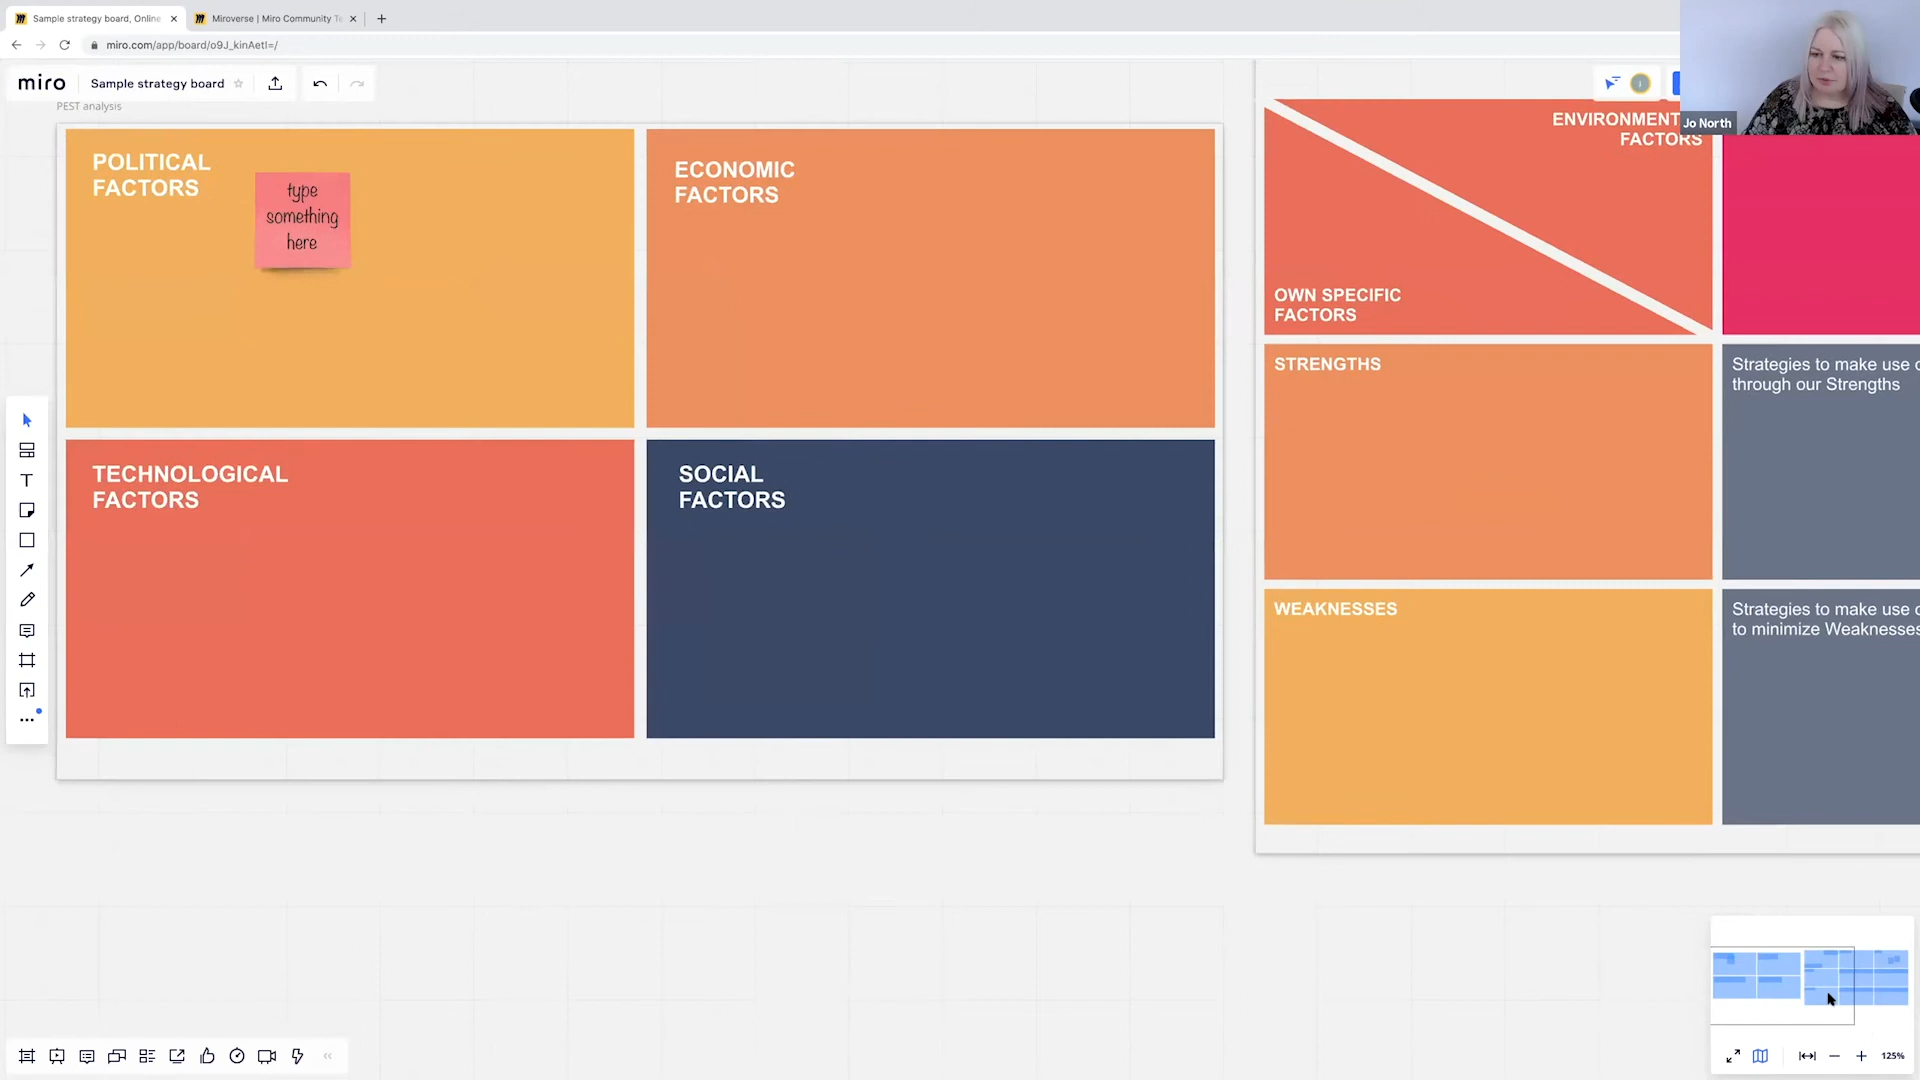 Sample strategy board, Online
Miroverse | Miro Community Te
miro.com/app/board/o9J_kinAetI=/
miro
Sample strategy board
PEST analysis
POLITICAL
FACTORS
type
something
here
ECONOMIC
FACTORS
TECHNOLOGICAL
FACTORS
SOCIAL
FACTORS
ENVIRONMENT
FACTORS
OWN SPECIFIC
FACTORS
STRENGTHS
Strategies to make use o
through our Strengths
WEAKNESSES
Strategies to make use o
to minimize Weaknesses
Jo North
125%